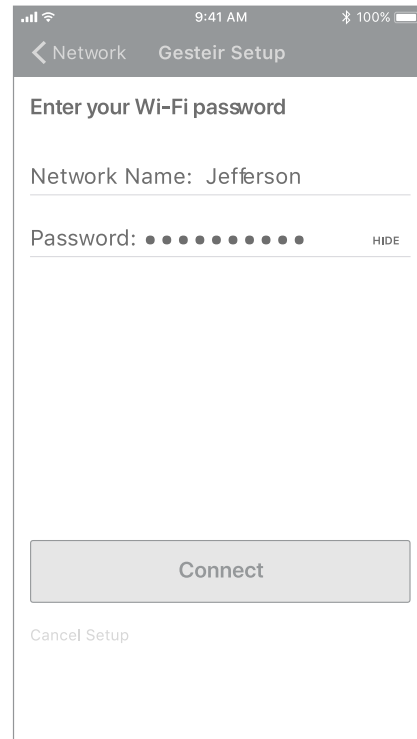 9:41 AM 100%
Network Gesteir Setup
Enter your Wi-Fi password
Network Name: Jefferson
Password: ●●●●●●●●●● HIDE
Connect
Cancel Setup